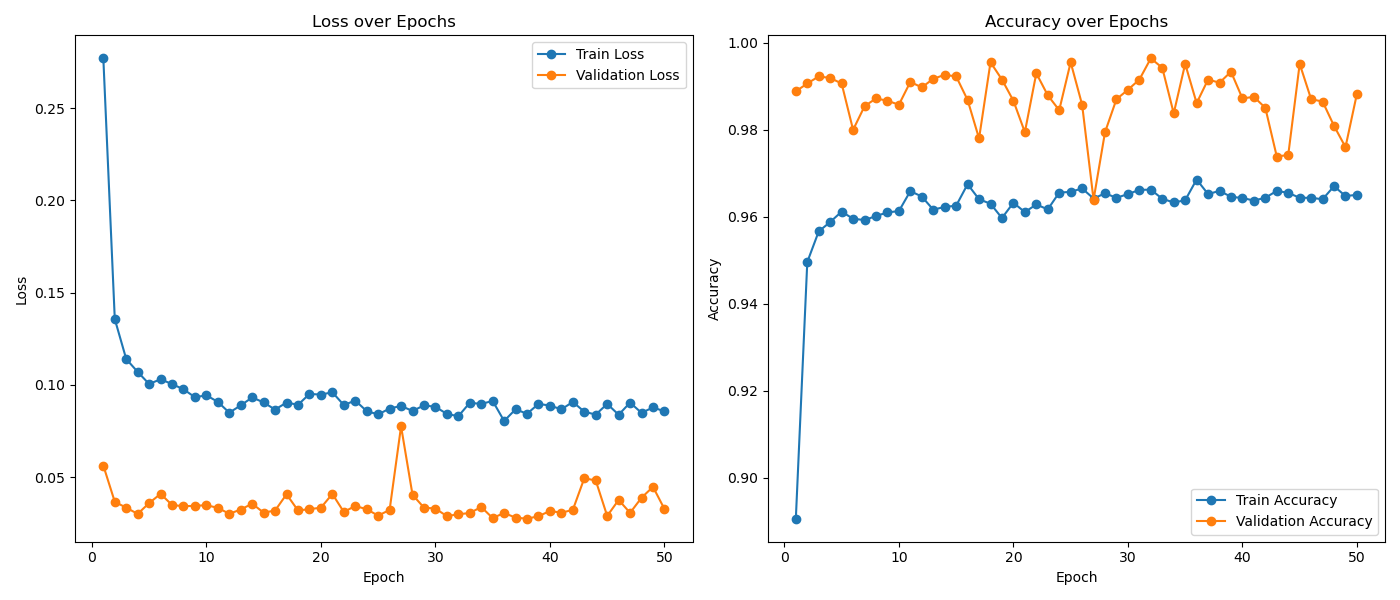 Loss over Epochs
Train Loss
Validation Loss
0.25
0.20
0.15
0.10
0.05
Loss
0 10 20 30 40 50
Epoch
Accuracy over Epochs
1.00
0.98
0.96
0.94
0.92
0.90
Accuracy
Train Accuracy
Validation Accuracy
0 10 20 30 40 50
Epoch